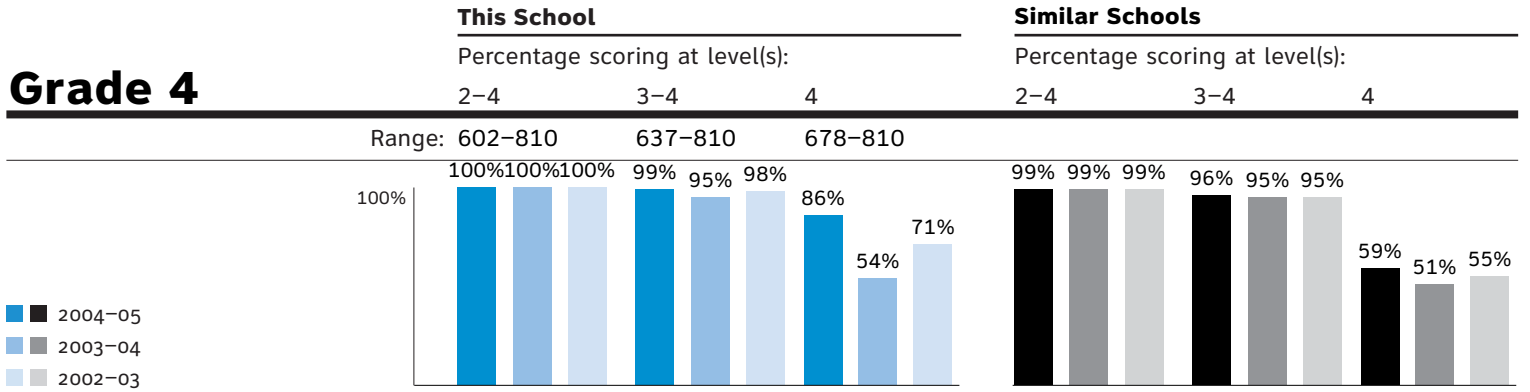 This School
Similar Schools
Percentage scoring at level(s):
Percentage scoring at level(s):
Grade 4
2–4 3–4 4
2–4 3–4 4
Range: 602–810 637–810 678–810
100% 100% 100% 99% 95% 98% 86% 54% 71%
99% 99% 99% 96% 95% 95% 59% 51% 55%
100%
2004–05
2003–04
2002–03